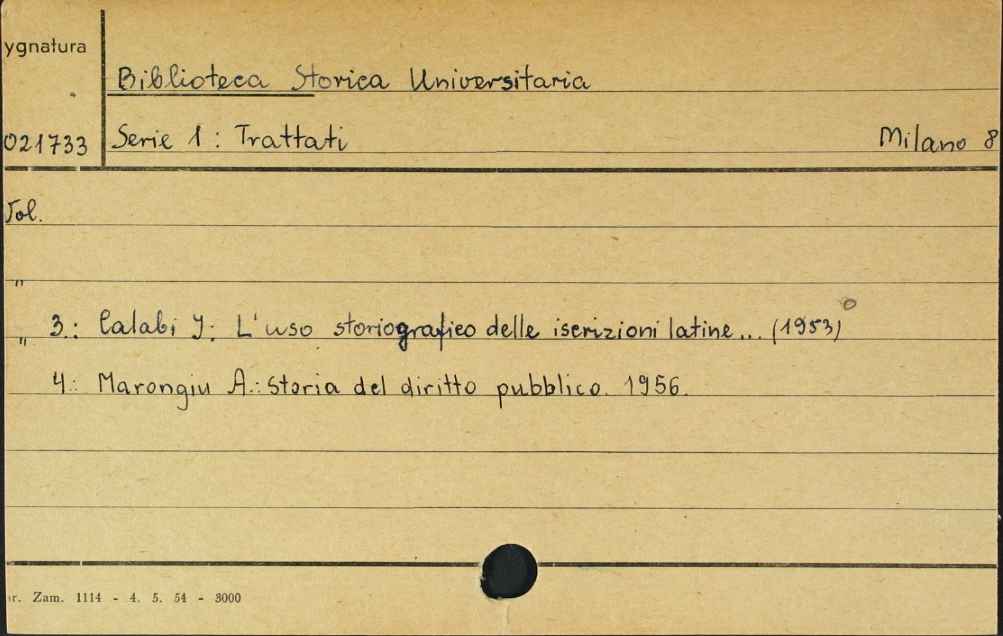 ygnatura
Biblioteca Storica Universitaria
021733 Serie 1: Trattati Milano 8
Vol.
"
" 3.: Calabi J: L'uso storiografico delle iscrizioni latine... (1953)
4.: Marongiu A.: Storia del diritto pubblico. 1956.
r. Zam. 1114 - 4. 5. 54 - 3000